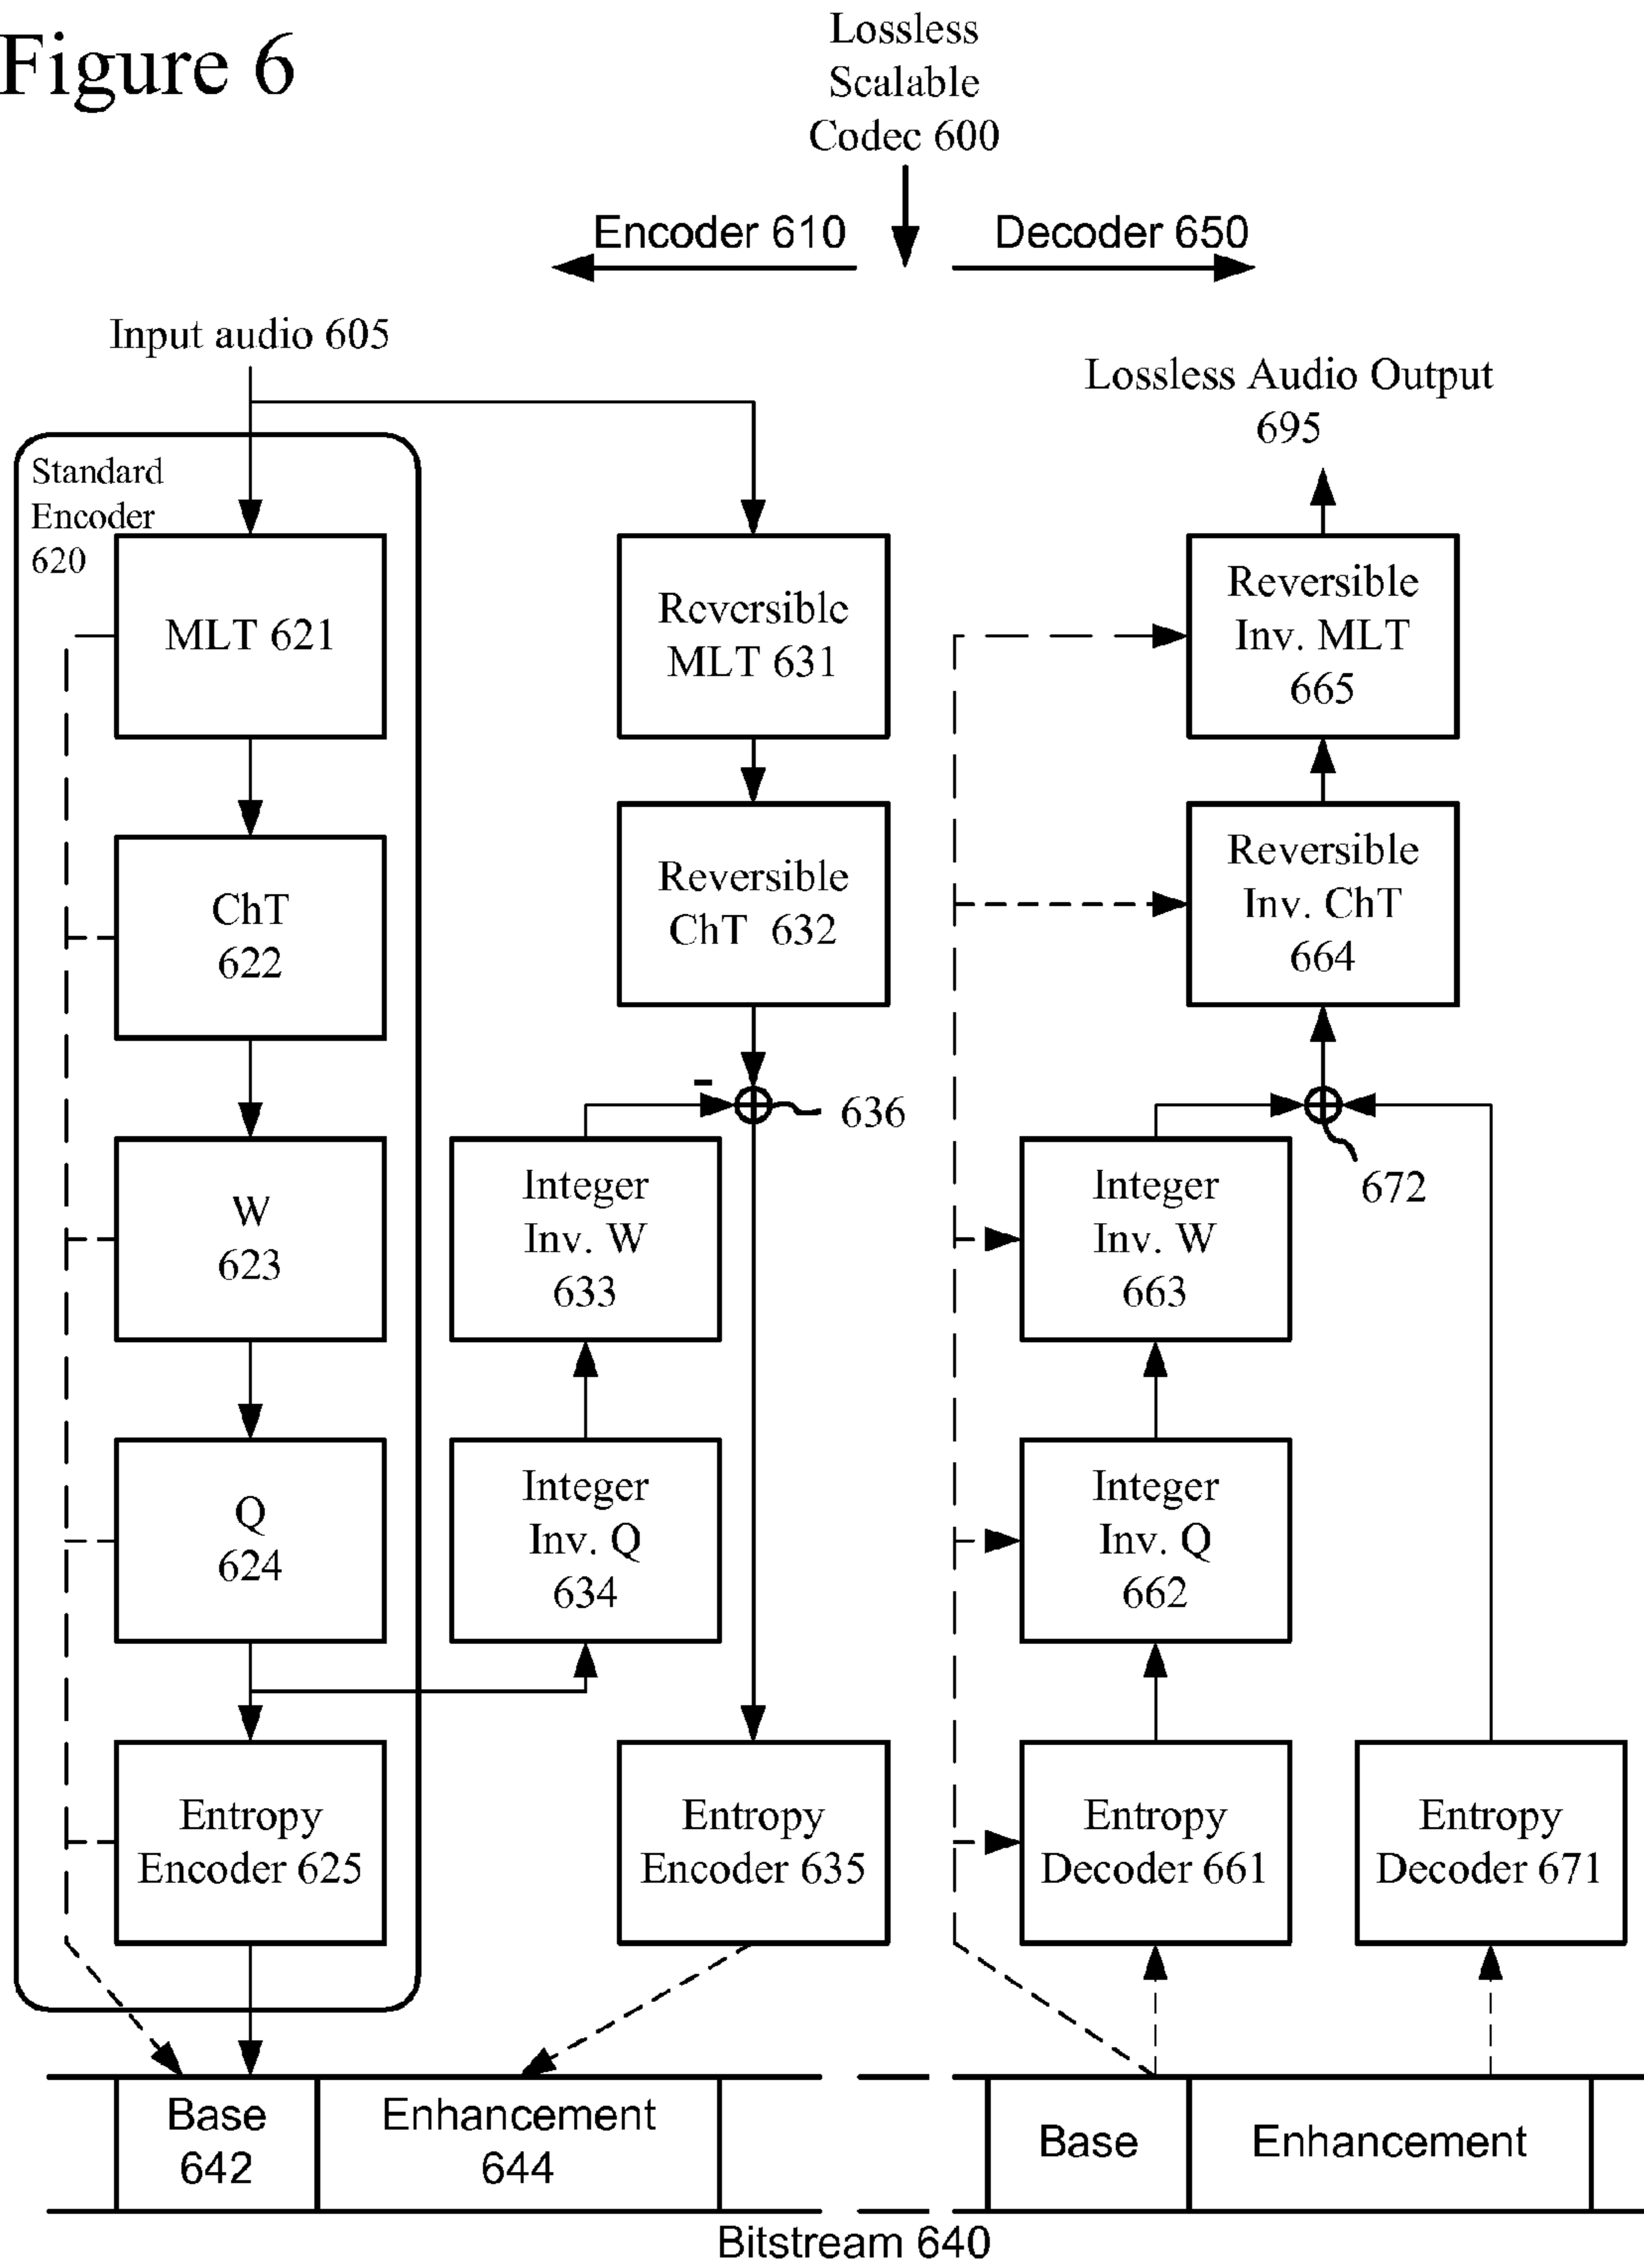 Figure 6
Lossless
Scalable
Codec 600
Encoder 610
Decoder 650
Input audio 605
Lossless Audio Output
695
Standard
Encoder
620
MLT 621
Reversible
MLT 631
Reversible
Inv. MLT
665
ChT
622
Reversible
ChT 632
Reversible
Inv. ChT
664
-
636
672
W
623
Integer
Inv. W
633
Integer
Inv. W
663
Q
624
Integer
Inv. Q
634
Integer
Inv. Q
662
Entropy
Encoder 625
Entropy
Encoder 635
Entropy
Decoder 661
Entropy
Decoder 671
Base
642
Enhancement
644
Base
Enhancement
Bitstream 640